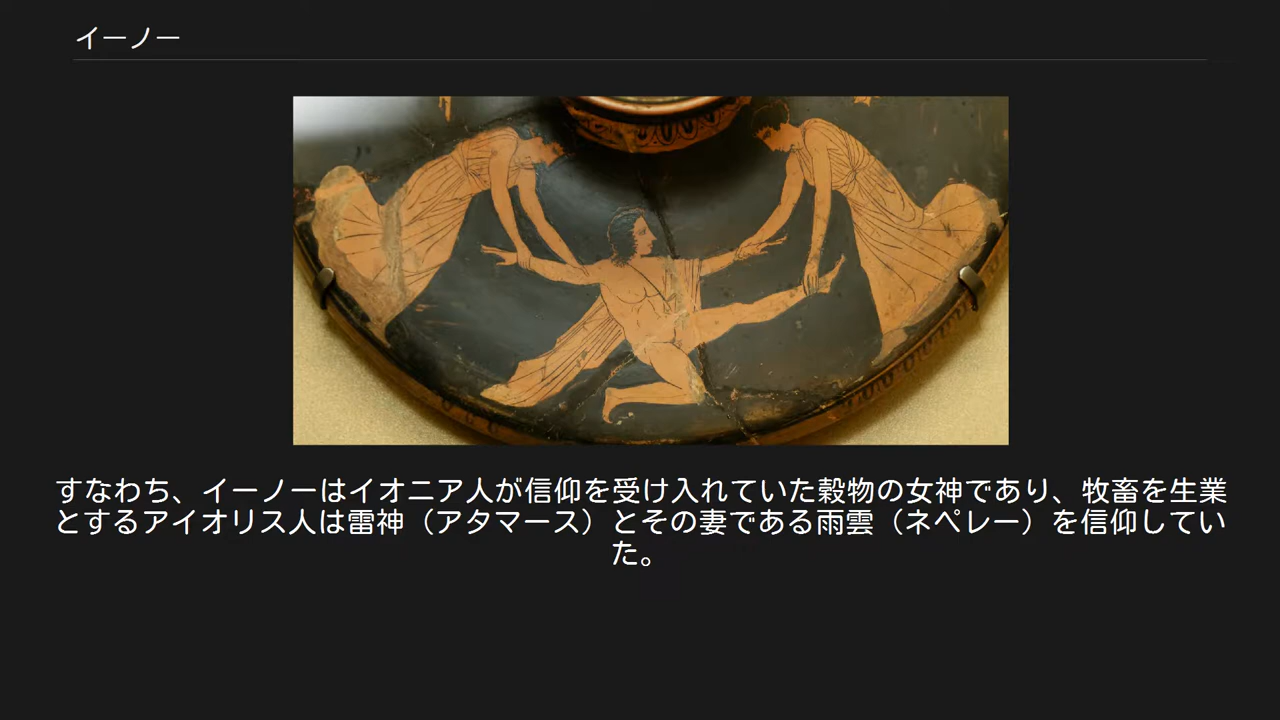 イーノー
すなわち、イーノーはイオニア人が信仰を受け入れていた穀物の女神であり、牧畜を生業
とするアイオリス人は雷神（アタマース）とその妻である雨雲（ネペレー）を信仰してい
た。